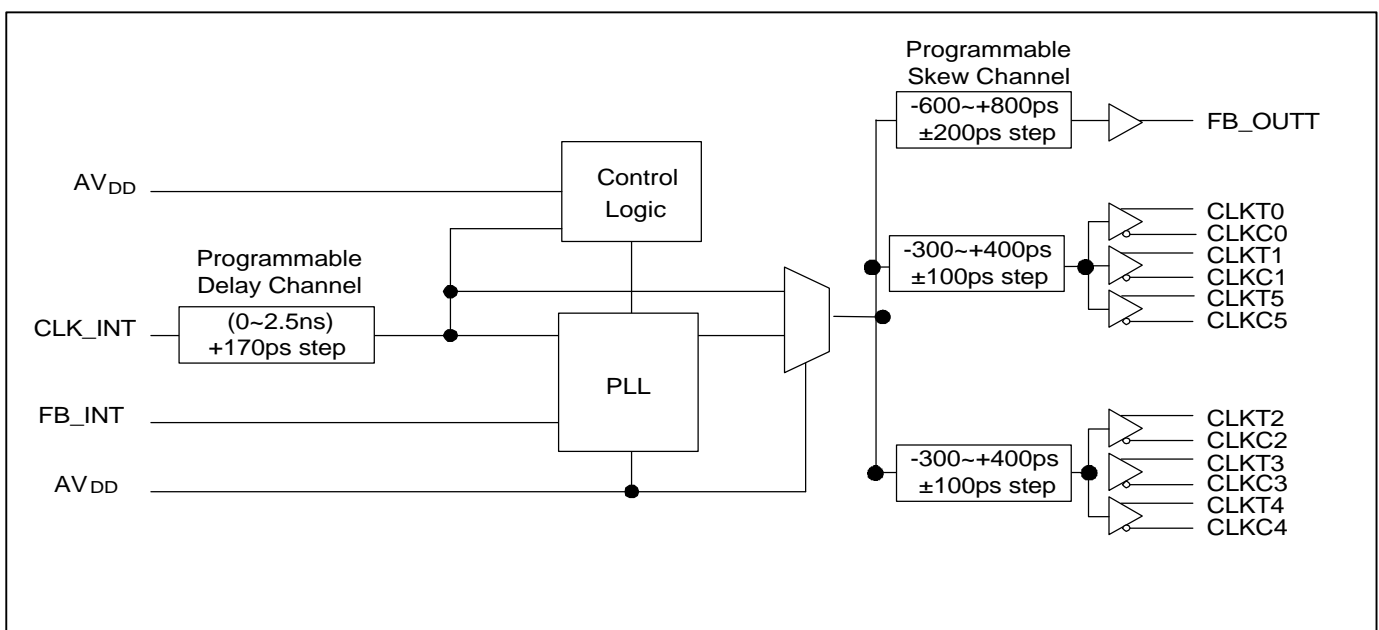 Programmable
Skew Channel
-600~+800ps
±200ps step
FB_OUTT
AVDD
Control
Logic
CLKT0
CLKC0
CLKT1
CLKC1
CLKT5
CLKC5
-300~+400ps
±100ps step
Programmable
Delay Channel
CLK_INT
(0~2.5ns)
+170ps step
PLL
FB_INT
AVDD
-300~+400ps
±100ps step
CLKT2
CLKC2
CLKT3
CLKC3
CLKT4
CLKC4